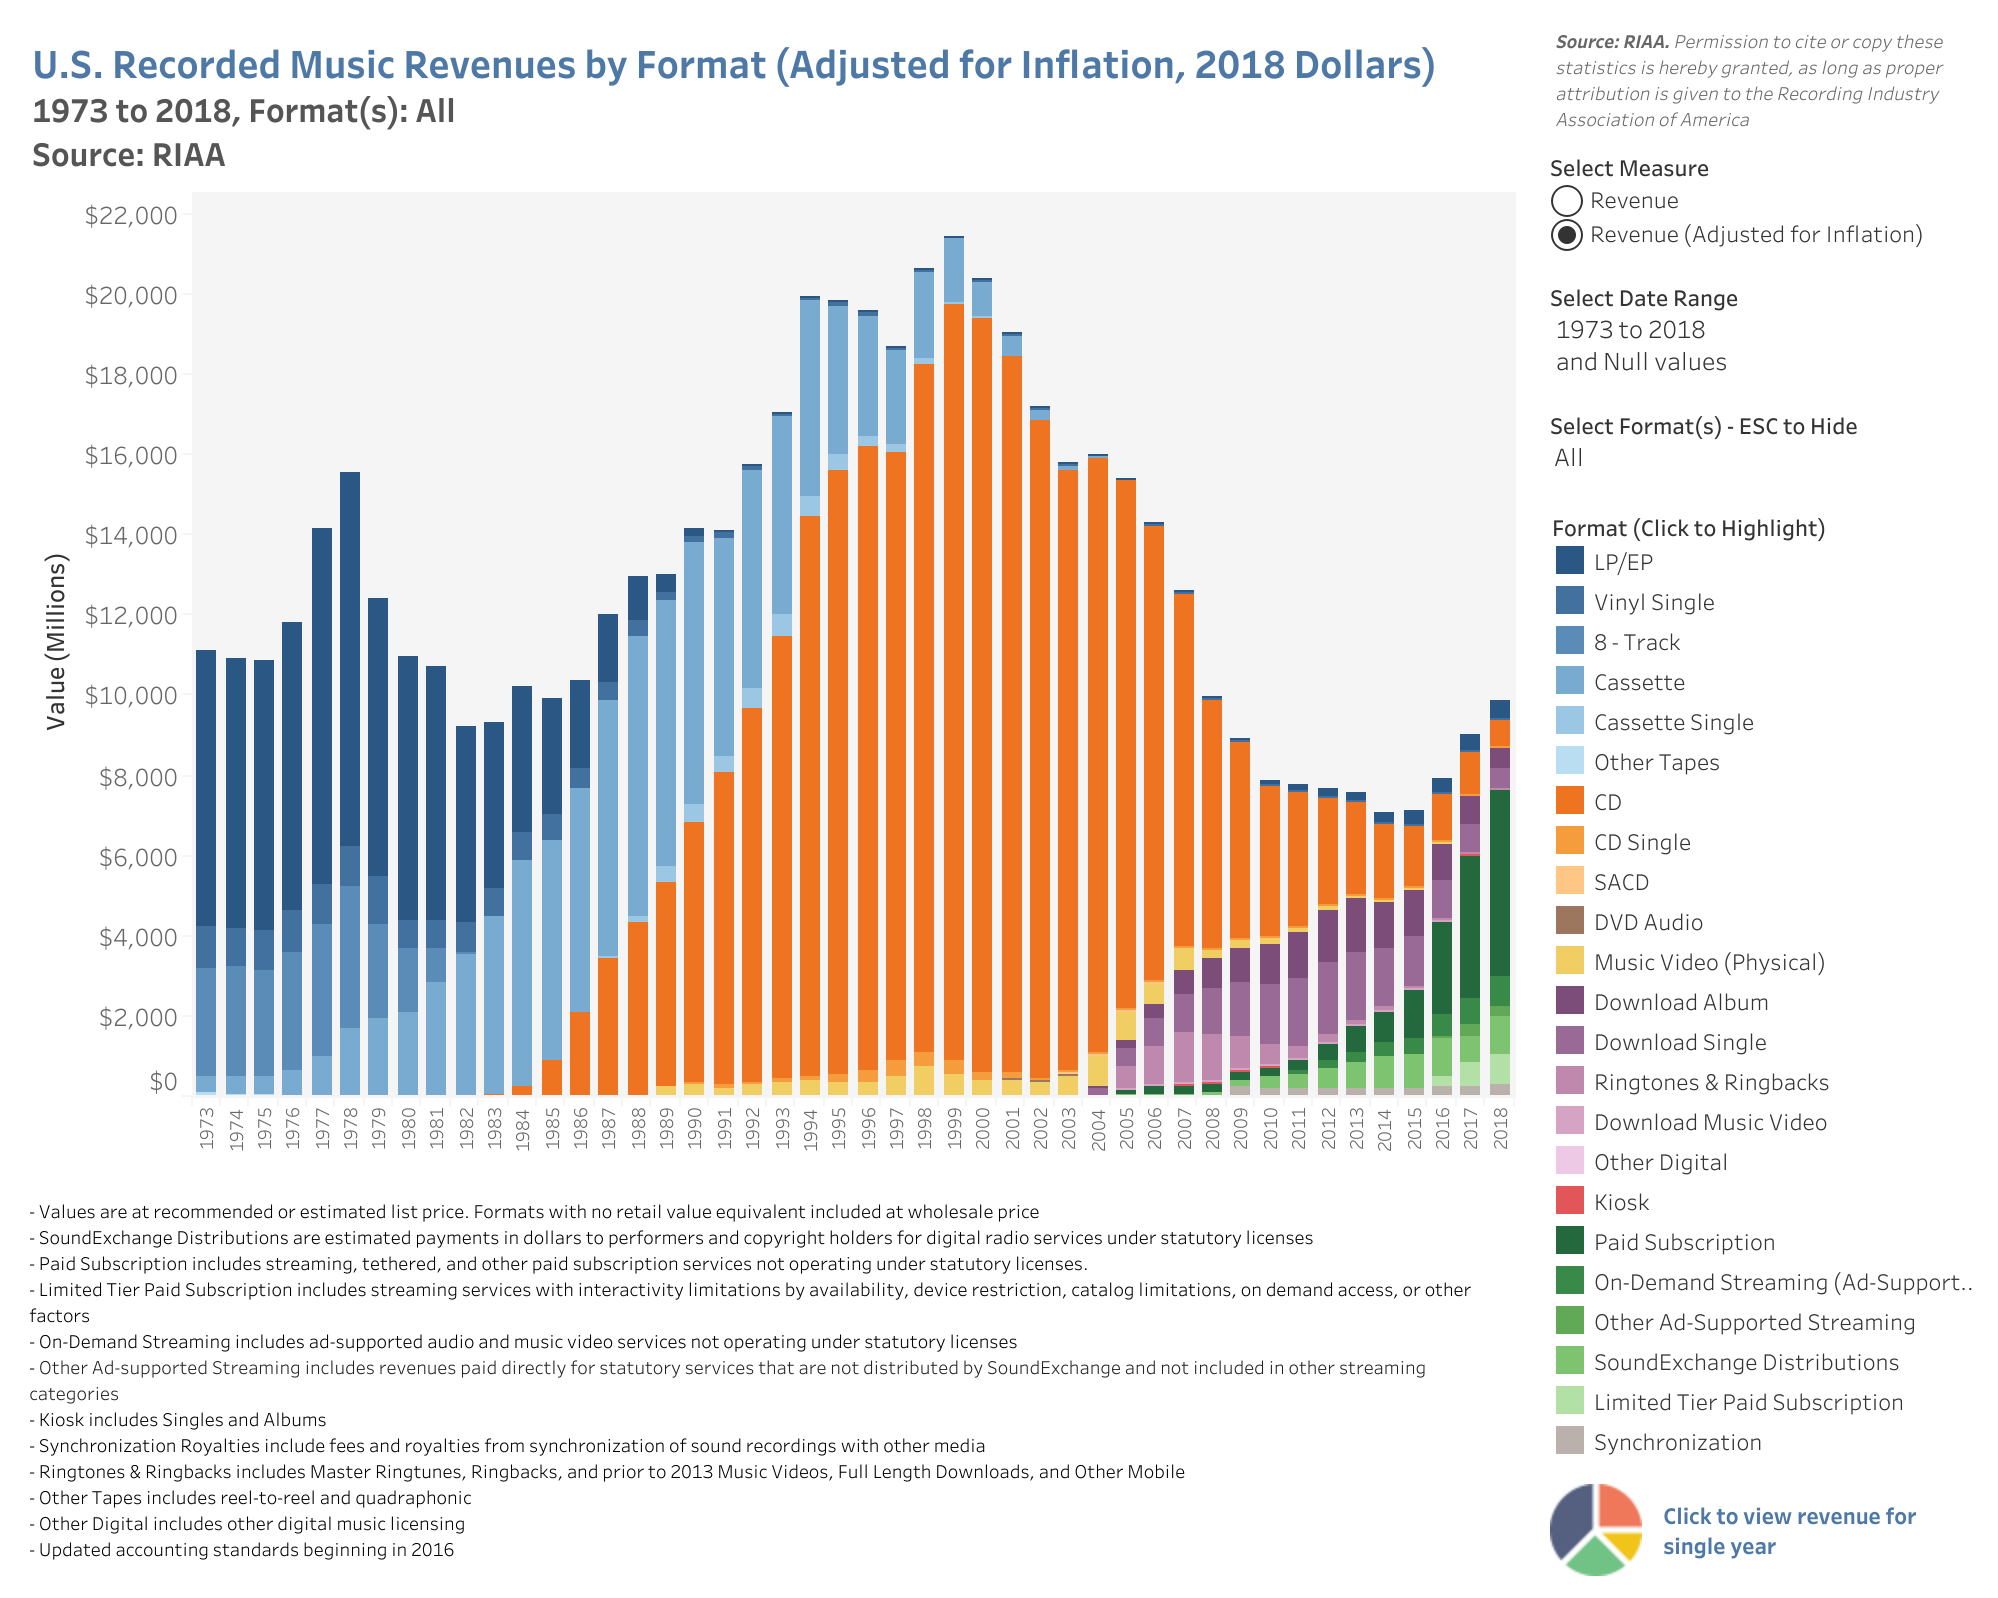 U.S. Recorded Music Revenues by Format (Adjusted for Inflation, 2018 Dollars)
1973 to 2018, Format(s): All
Source: RIAA
Value (Millions)
$22,000
$20,000
$18,000
$16,000
$14,000
$12,000
$10,000
$8,000
$6,000
$4,000
$2,000
$0
1973
1974
1975
1976
1977
1978
1979
1980
1981
1982
1983
1984
1985
1986
1987
1988
1989
1990
1991
1992
1993
1994
1995
1996
1997
1998
1999
2000
2001
2002
2003
2004
2005
2006
2007
2008
2009
2010
2011
2012
2013
2014
2015
2016
2017
2018
- Values are at recommended or estimated list price. Formats with no retail value equivalent included at wholesale price
- SoundExchange Distributions are estimated payments in dollars to performers and copyright holders for digital radio services under statutory licenses
- Paid Subscription includes streaming, tethered, and other paid subscription services not operating under statutory licenses.
- Limited Tier Paid Subscription includes streaming services with interactivity limitations by availability, device restriction, catalog limitations, on demand access, or other
factors
- On-Demand Streaming includes ad-supported audio and music video services not operating under statutory licenses
- Other Ad-supported Streaming includes revenues paid directly for statutory services that are not distributed by SoundExchange and not included in other streaming
categories
- Kiosk includes Singles and Albums
- Synchronization Royalties include fees and royalties from synchronization of sound recordings with other media
- Ringtones & Ringbacks includes Master Ringtunes, Ringbacks, and prior to 2013 Music Videos, Full Length Downloads, and Other Mobile
- Other Tapes includes reel-to-reel and quadraphonic
- Other Digital includes other digital music licensing
- Updated accounting standards beginning in 2016
Source: RIAA. Permission to cite or copy these
statistics is hereby granted, as long as proper
attribution is given to the Recording Industry
Association of America
Select Measure
Revenue
Revenue (Adjusted for Inflation)
Select Date Range
1973 to 2018
and Null values
Select Format(s) - ESC to Hide
All
Format (Click to Highlight)
LP/EP
Vinyl Single
8 - Track
Cassette
Cassette Single
Other Tapes
CD
CD Single
SACD
DVD Audio
Music Video (Physical)
Download Album
Download Single
Ringtones & Ringbacks
Download Music Video
Other Digital
Kiosk
Paid Subscription
On-Demand Streaming (Ad-Support..
Other Ad-Supported Streaming
SoundExchange Distributions
Limited Tier Paid Subscription
Synchronization
Click to view revenue for
single year